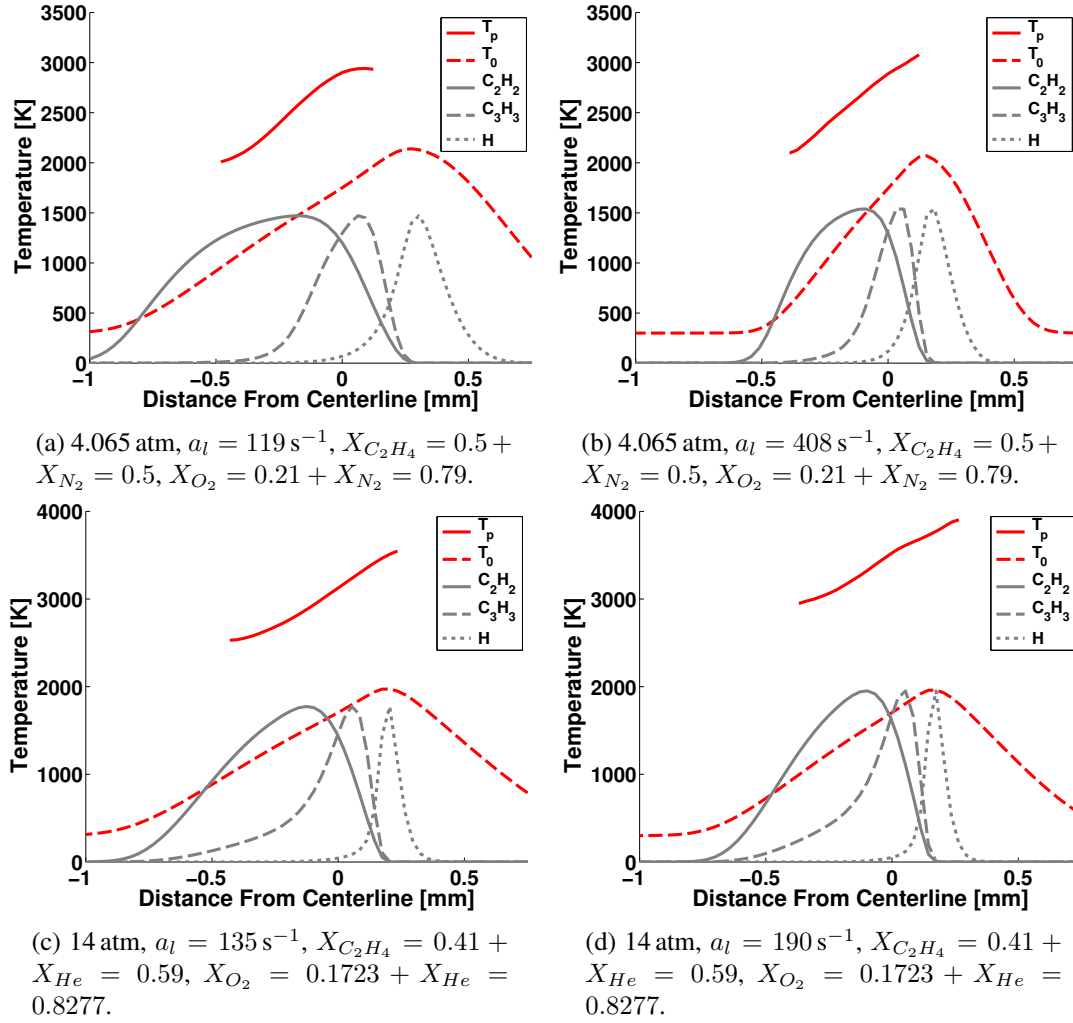 3500
3000
2500
2000
1500
1000
500
0
Temperature [K]
−1 −0.5 0 0.5
Distance From Centerline [mm]
T_p
T_0
C_2H_2
C_3H_3
H
(a) 4.065 atm, a_l = 119 s^{−1}, X_{C_2H_4} = 0.5 +
X_{N_2} = 0.5, X_{O_2} = 0.21 + X_{N_2} = 0.79.
3500
3000
2500
2000
1500
1000
500
0
Temperature [K]
−1 −0.5 0 0.5
Distance From Centerline [mm]
T_p
T_0
C_2H_2
C_3H_3
H
(b) 4.065 atm, a_l = 408 s^{−1}, X_{C_2H_4} = 0.5 +
X_{N_2} = 0.5, X_{O_2} = 0.21 + X_{N_2} = 0.79.
4000
3000
2000
1000
0
Temperature [K]
−1 −0.5 0 0.5
Distance From Centerline [mm]
T_p
T_0
C_2H_2
C_3H_3
H
(c) 14 atm, a_l = 135 s^{−1}, X_{C_2H_4} = 0.41 +
X_{He} = 0.59, X_{O_2} = 0.1723 + X_{He} =
0.8277.
4000
3000
2000
1000
0
Temperature [K]
−1 −0.5 0 0.5
Distance From Centerline [mm]
T_p
T_0
C_2H_2
C_3H_3
H
(d) 14 atm, a_l = 190 s^{−1}, X_{C_2H_4} = 0.41 +
X_{He} = 0.59, X_{O_2} = 0.1723 + X_{He} =
0.8277.